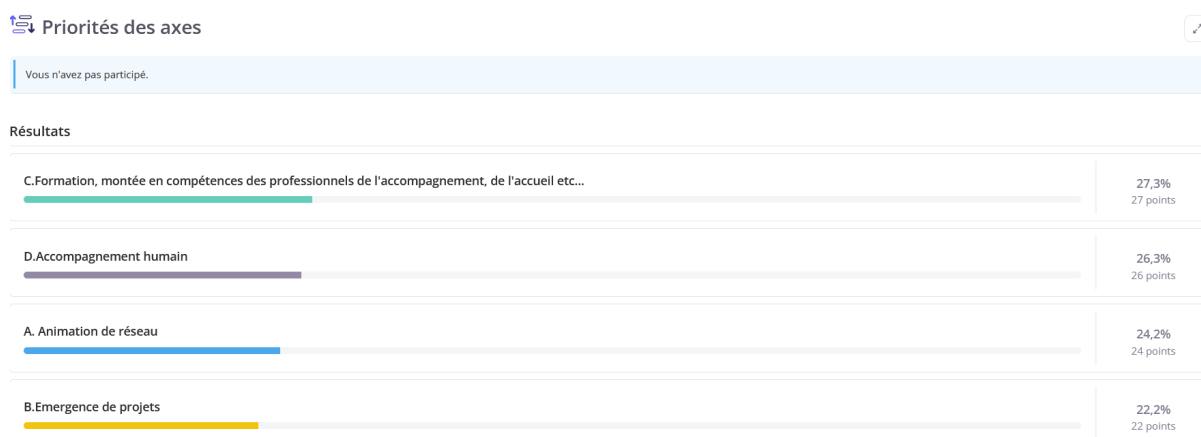 Priorités des axes
Vous n'avez pas participé.
Résultats
C.Formation, montée en compétences des professionnels de l'accompagnement, de l'accueil etc...
27,3%
27 points
D.Accompagnement humain
26,3%
26 points
A. Animation de réseau
24,2%
24 points
B.Emergence de projets
22,2%
22 points